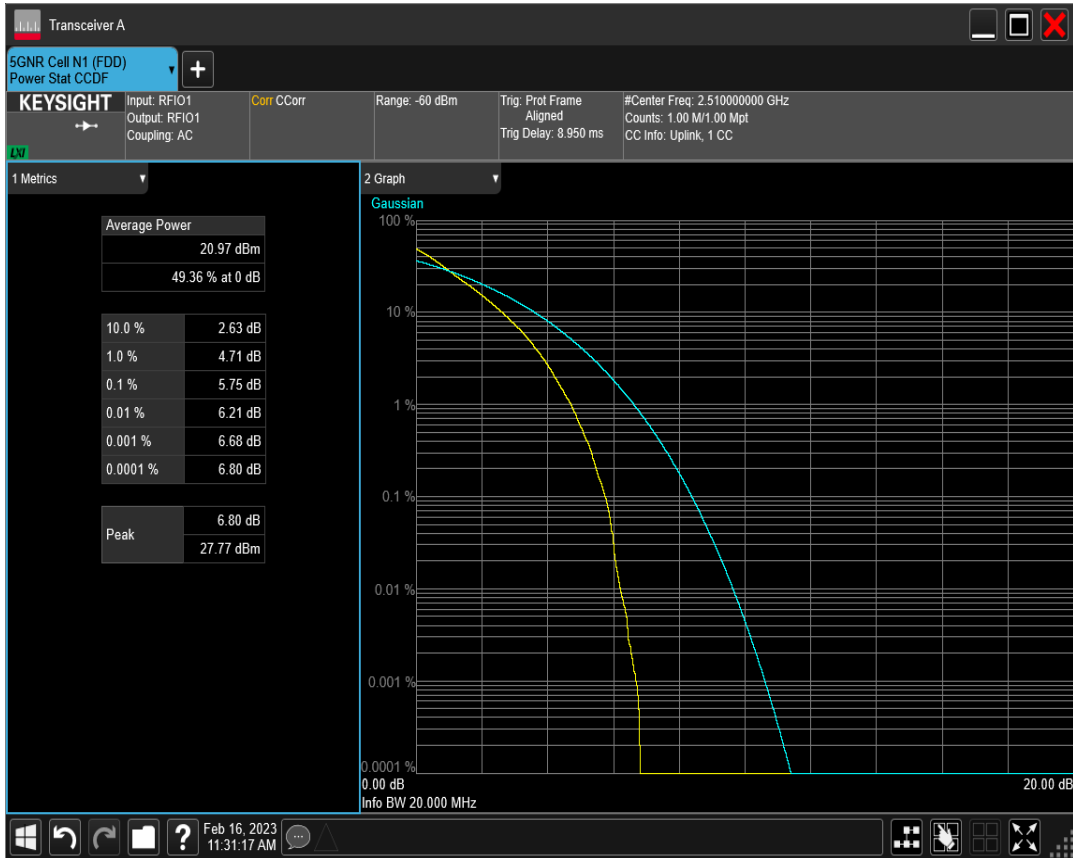 Transceiver A
5GNR Cell N1 (FDD)
Power Stat CCDF
+
KEYSIGHT
LXI
Input: RFIO1
Output: RFIO1
Coupling: AC
Corr CCorr
Range: -60 dBm
Trig: Prot Frame
Aligned
Trig Delay: 8.950 ms
#Center Freq: 2.510000000 GHz
Counts: 1.00 M/1.00 Mpt
CC Info: Uplink, 1 CC
1 Metrics
Average Power
20.97 dBm
49.36 % at 0 dB
10.0 % 2.63 dB
1.0 % 4.71 dB
0.1 % 5.75 dB
0.01 % 6.21 dB
0.001 % 6.68 dB
0.0001 % 6.80 dB
Peak
6.80 dB
27.77 dBm
2 Graph
Gaussian
100 %
10 %
1 %
0.1 %
0.01 %
0.001 %
0.0001 %
0.00 dB 20.00 dB
Info BW 20.000 MHz
?
Feb 16, 2023
11:31:17 AM